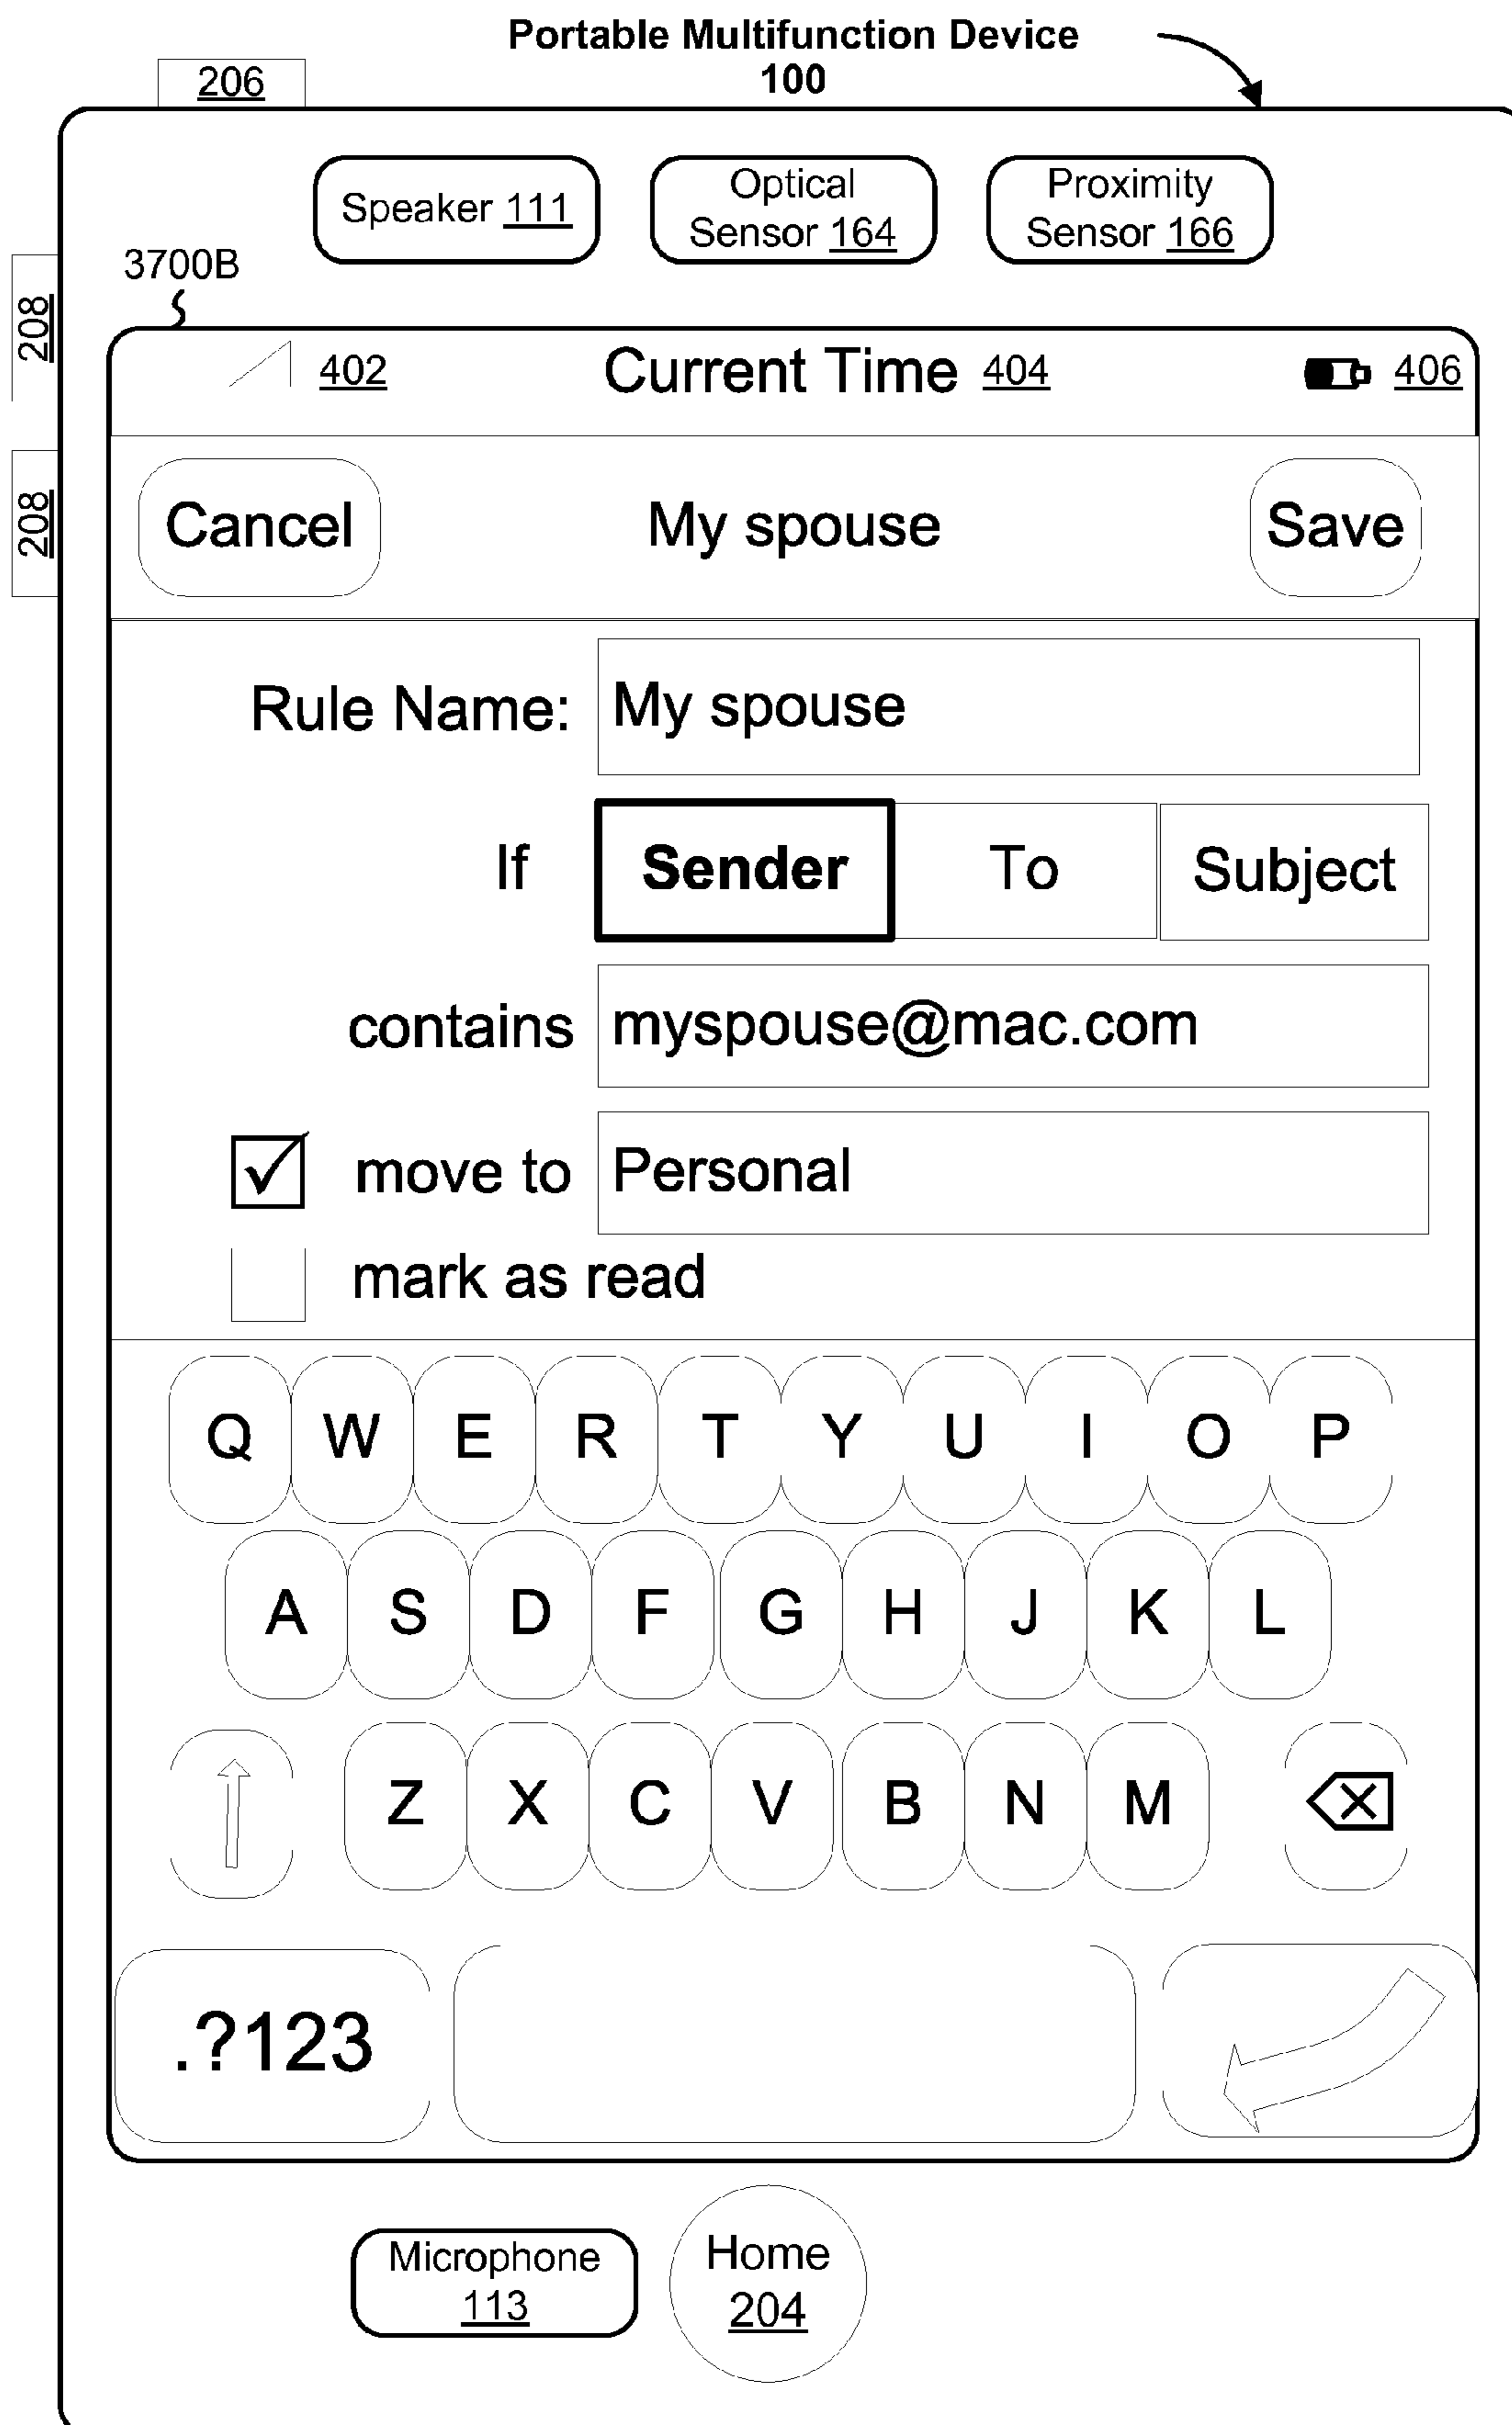 Portable Multifunction Device
100
206
Speaker 111
Optical
Sensor 164
Proximity
Sensor 166
3700B
208
208
402 Current Time 404 406
Cancel My spouse Save
Rule Name: My spouse
If Sender To Subject
contains myspouse@mac.com
move to Personal
mark as read
Q W E R T Y U I O P
A S D F G H J K L
Z X C V B N M
.?123
Microphone
113
Home
204